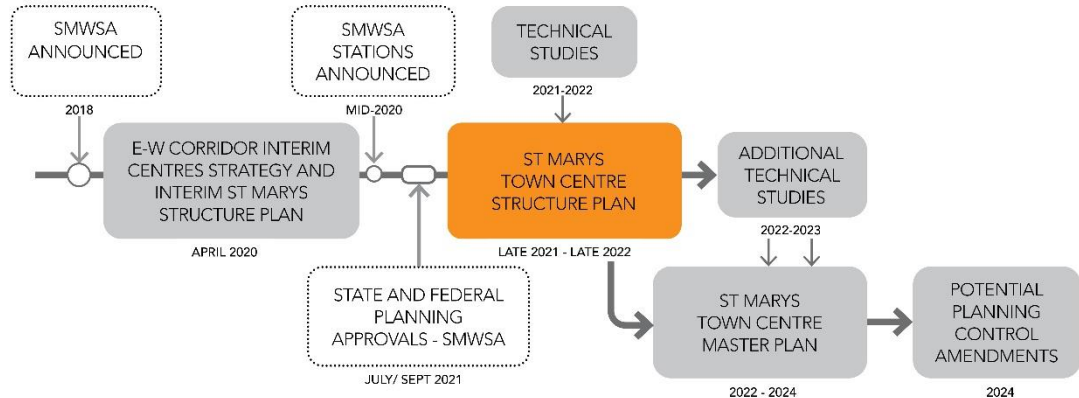 SMWSA
ANNOUNCED
2018
E-W CORRIDOR INTERIM
CENTRES STRATEGY AND
INTERIM ST MARYS
STRUCTURE PLAN
APRIL 2020
SMWSA
STATIONS
ANNOUNCED
MID-2020
STATE AND FEDERAL
PLANNING
APPROVALS - SMWSA
JULY/ SEPT 2021
TECHNICAL
STUDIES
2021-2022
ST MARYS
TOWN CENTRE
STRUCTURE PLAN
LATE 2021 - LATE 2022
ADDITIONAL
TECHNICAL
STUDIES
2022-2023
ST MARYS
TOWN CENTRE
MASTER PLAN
2022 - 2024
POTENTIAL
PLANNING
CONTROL
AMENDMENTS
2024